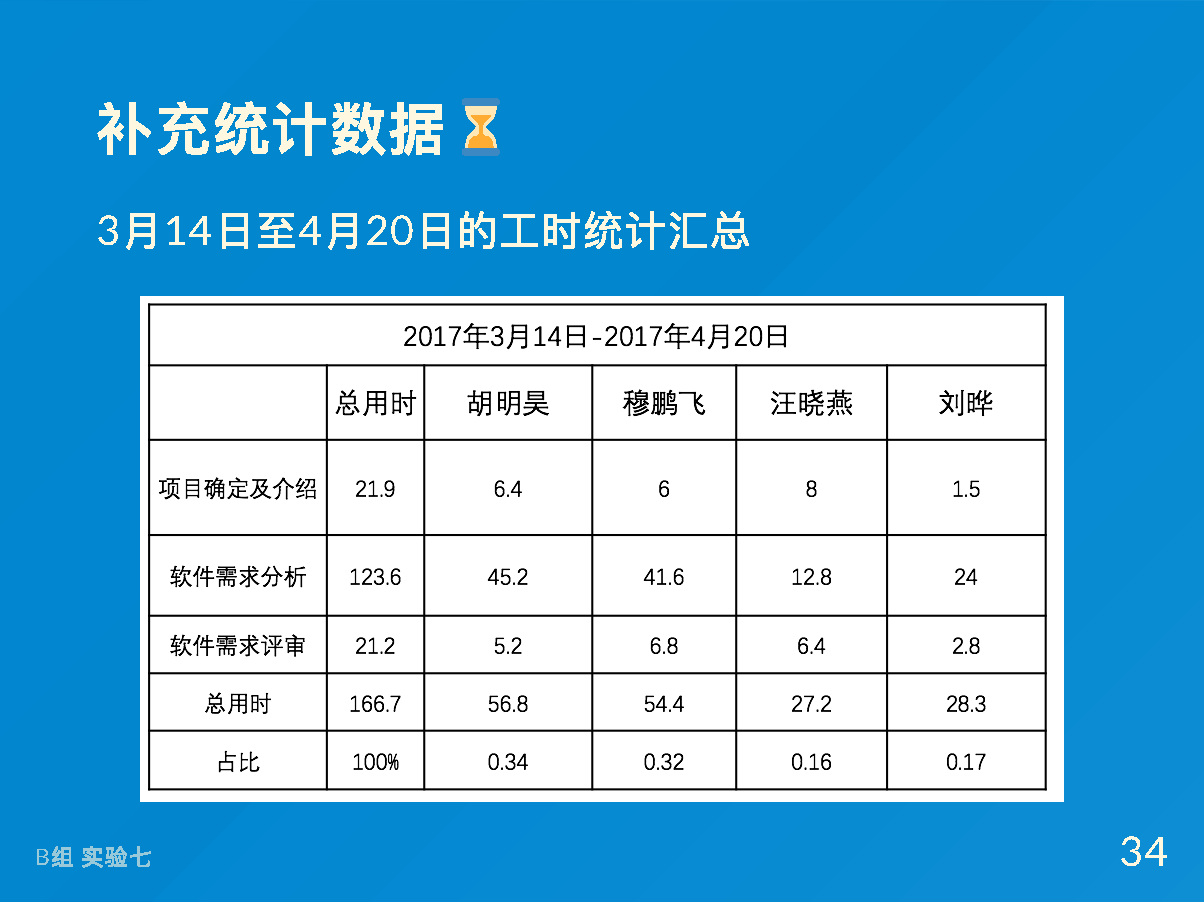 补充统计数据
3月14日至4月20日的工时统计汇总
2017年3月14日-2017年4月20日
总用时 胡明昊 穆鹏飞 汪晓燕 刘晔
项目确定及介绍 21.9 6.4 6 8 1.5
软件需求分析 123.6 45.2 41.6 12.8 24
软件需求评审 21.2 5.2 6.8 6.4 2.8
总用时 166.7 56.8 54.4 27.2 28.3
占比 100% 0.34 0.32 0.16 0.17
B组 实验七
34